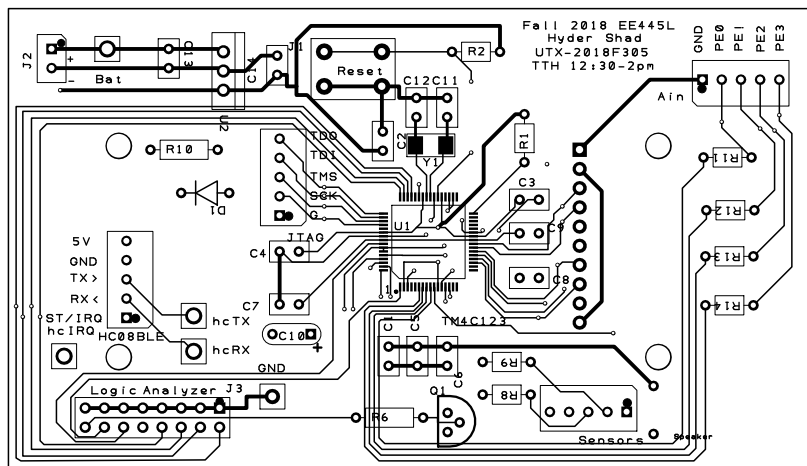 Fall 2018 EE445L
Hyder Shad
UTX-2018F305
TTH 12:30-2pm
GND PE0 PE1 PE2 PE3
Ain
J2
+
-
Bat
C13
C14
U2
J1
Reset
R2
C12 C11
C2
Y1
R1
R10
D1
TDO
TDI
TMS
SCK
G
JTAG
U1
C3
C9
C8
R11
R12
R13
R14
5V
GND
TX>
RX<
ST/IRQ
hcIRQ
HC08BLE
hcTX
hcRX
C4
C7
C10
+
1
TM4C123
C1
C5
C6
GND
Logic Analyzer
J3
R6
Q1
R9
R8
Sensors
Speaker